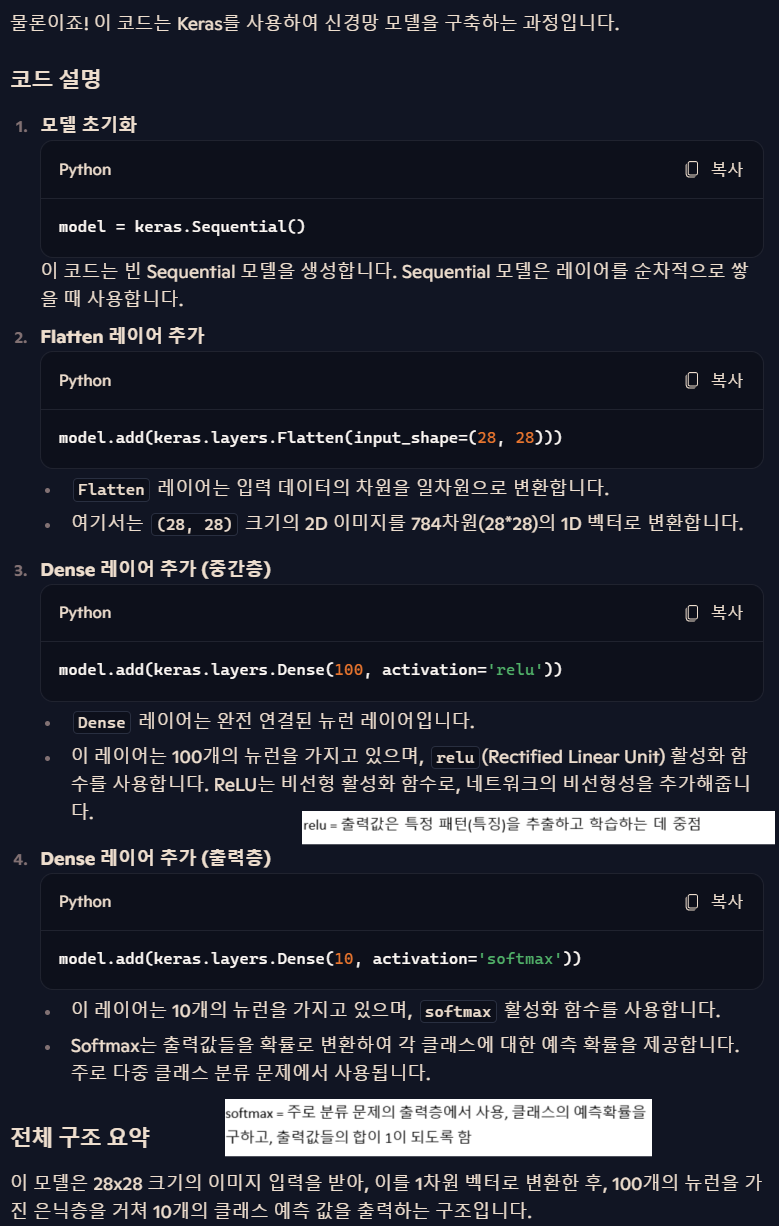 물론이죠! 이 코드는 Keras를 사용하여 신경망 모델을 구축하는 과정입니다.
코드 설명
1. 모델 초기화
Python 복사
model = keras.Sequential()
이 코드는 빈 Sequential 모델을 생성합니다. Sequential 모델은 레이어를 순차적으로 쌓
을 때 사용합니다.
2. Flatten 레이어 추가
Python 복사
model.add(keras.layers.Flatten(input_shape=(28, 28)))
• Flatten 레이어는 입력 데이터의 차원을 일차원으로 변환합니다.
• 여기서는 (28, 28) 크기의 2D 이미지를 784차원(28*28)의 1D 벡터로 변환합니다.
3. Dense 레이어 추가 (중간층)
Python 복사
model.add(keras.layers.Dense(100, activation='relu'))
• Dense 레이어는 완전 연결된 뉴런 레이어입니다.
• 이 레이어는 100개의 뉴런을 가지고 있으며, relu(Rectified Linear Unit) 활성화 함
수를 사용합니다. ReLU는 비선형 활성화 함수로, 네트워크의 비선형성을 추가해줍니
다.
relu = 출력값은 특정 패턴(특징)을 추출하고 학습하는 데 중점
4. Dense 레이어 추가 (출력층)
Python 복사
model.add(keras.layers.Dense(10, activation='softmax'))
• 이 레이어는 10개의 뉴런을 가지고 있으며, softmax 활성화 함수를 사용합니다.
• Softmax는 출력값들을 확률로 변환하여 각 클래스에 대한 예측 확률을 제공합니다.
주로 다중 클래스 분류 문제에서 사용됩니다.
softmax = 주로 분류 문제의 출력층에서 사용, 클래스의 예측확률을
구하고, 출력값들의 합이 1이 되도록 함
전체 구조 요약
이 모델은 28x28 크기의 이미지 입력을 받아, 이를 1차원 벡터로 변환한 후, 100개의 뉴런을 가
진 은닉층을 거쳐 10개의 클래스 예측 값을 출력하는 구조입니다.